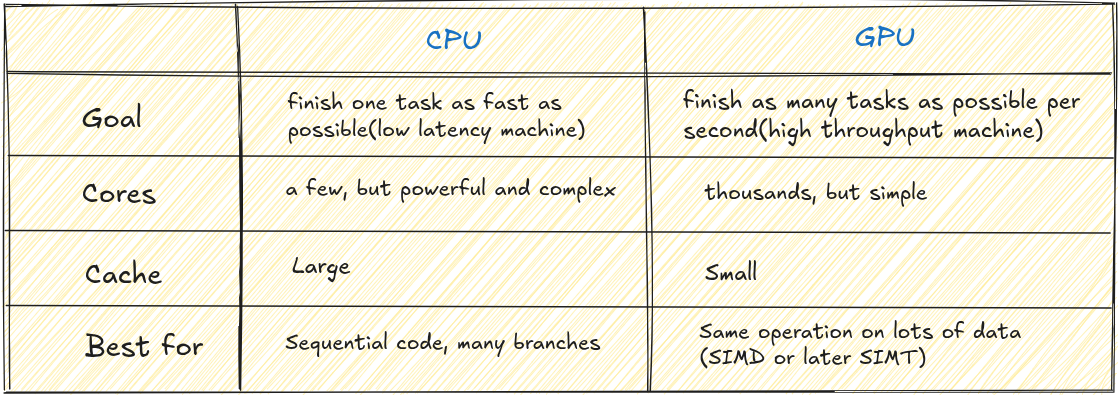 CPU
GPU
Goal
finish one task as fast as
possible(low latency machine)
finish as many tasks as possible per
second(high throughput machine)
Cores
a few, but powerful and complex
thousands, but simple
Cache
Large
Small
Best for
Sequential code, many branches
Same operation on lots of data
(SIMD or later SIMT)